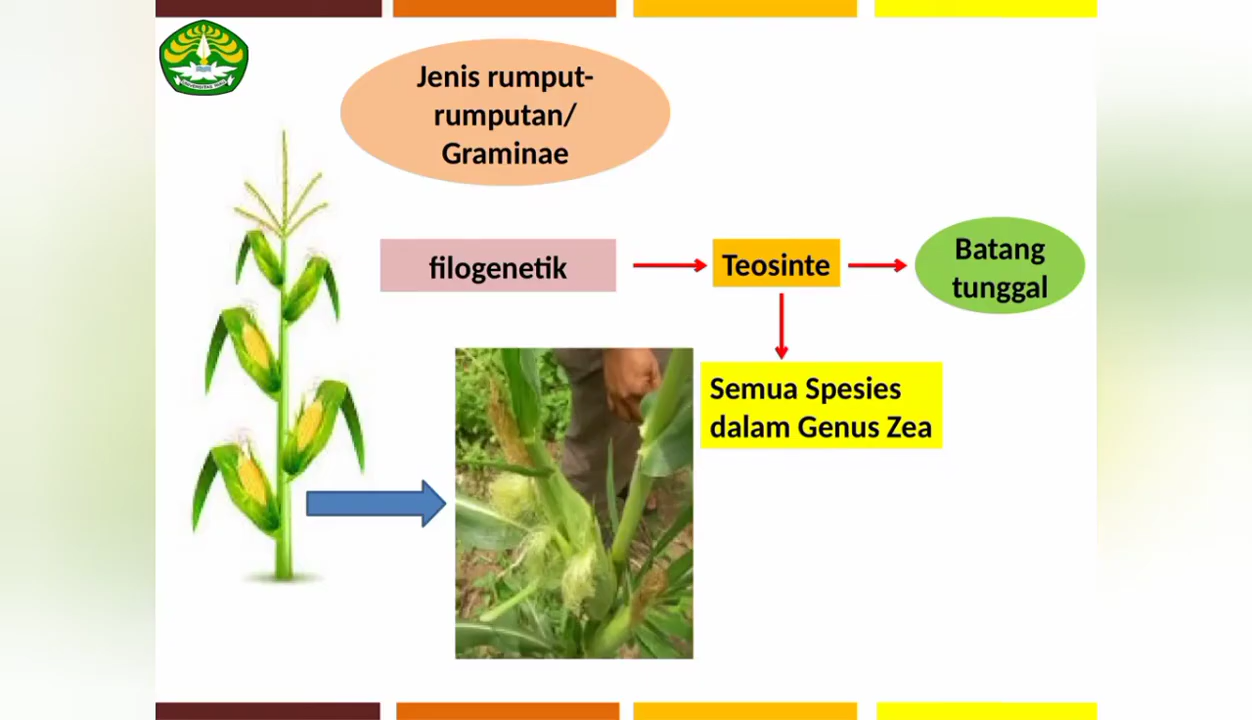 Jenis rumput-
rumputan/
Graminae
filogenetik
Teosinte
Batang
tunggal
Semua Spesies
dalam Genus Zea